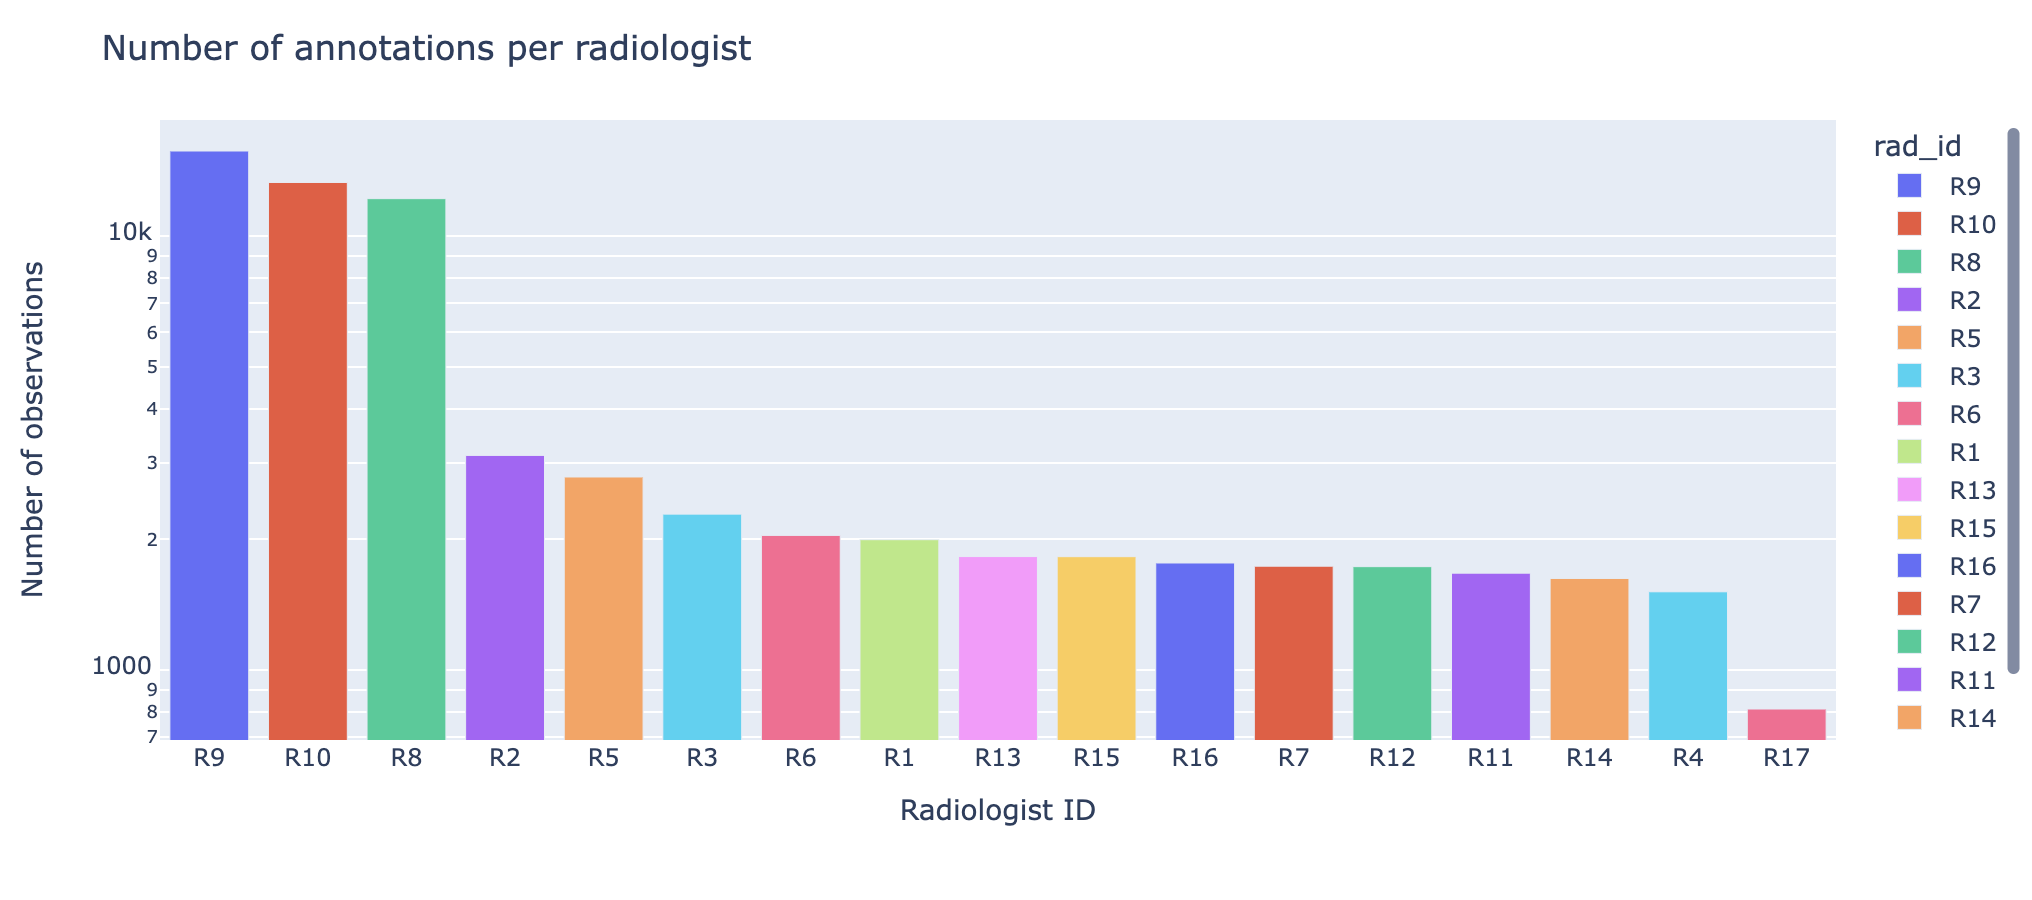 Number of annotations per radiologist
Number of observations
10k
9
8
7
6
5
4
3
2
1000
9
8
7
R9 R10 R8 R2 R5 R3 R6 R1 R13 R15 R16 R7 R12 R11 R14 R4 R17
Radiologist ID
rad_id
R9
R10
R8
R2
R5
R3
R6
R1
R13
R15
R16
R7
R12
R11
R14